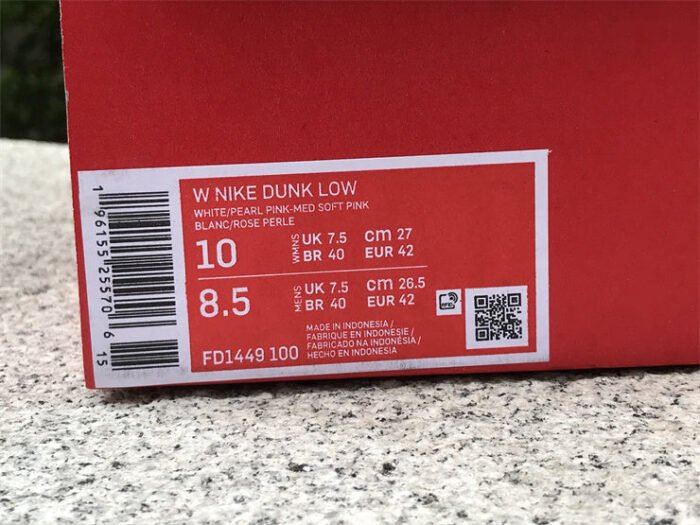 W NIKE DUNK LOW
WHITE/PEARL PINK-MED SOFT PINK
BLANC/ROSE PERLE
10 WMNS UK 7.5 cm 27
BR 40 EUR 42
8.5 MENS UK 7.5 cm 26.5
BR 40 EUR 42
RFID
MADE IN INDONESIA/
FABRIQUE EN INDONESIE/
FABRICADO NA INDONÉSIA/
HECHO EN INDONESIA
FD1449 100
1 96155 25570 6 15